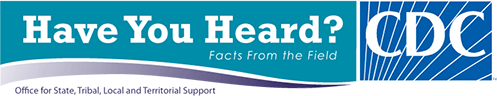 Have You Heard?
Facts From the Field
CDC
Office for State, Tribal, Local and Territorial Support